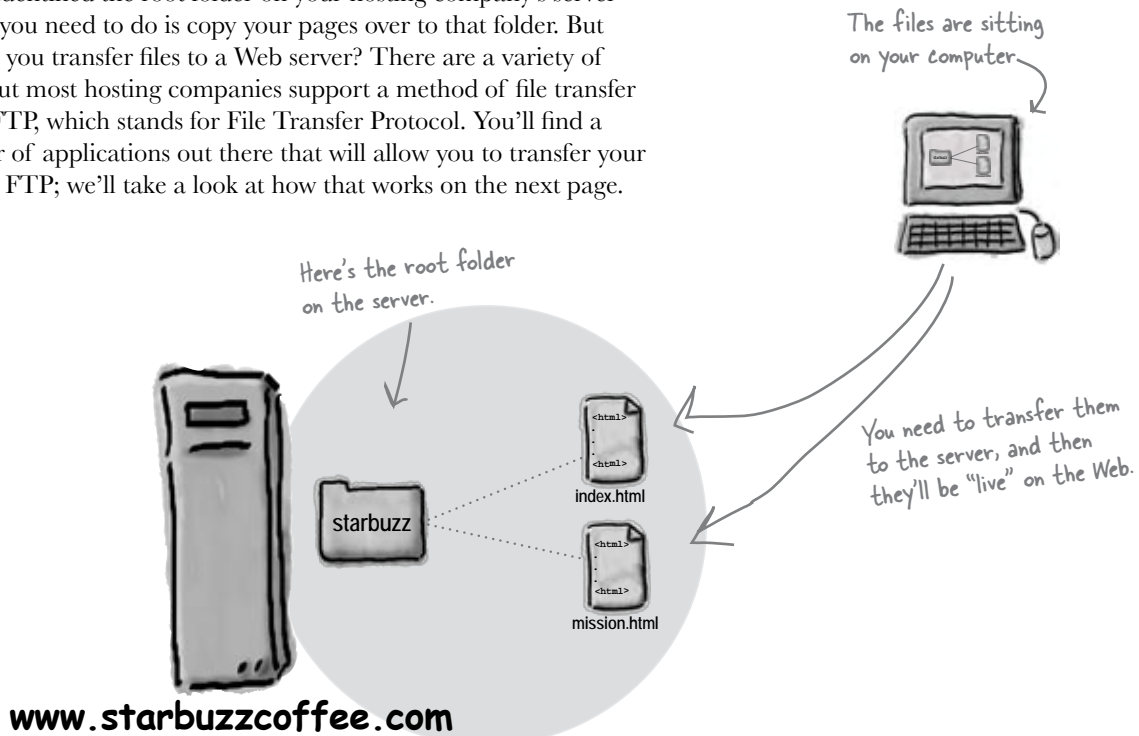 you need to do is copy your pages over to that folder. But
you transfer files to a Web server? There are a variety of
ut most hosting companies support a method of file transfer
TP, which stands for File Transfer Protocol. You'll find a
r of applications out there that will allow you to transfer your
FTP; we'll take a look at how that works on the next page.
The files are sitting
on your computer
Here's the root folder
on the server.
You need to transfer them
to the server, and then
they'll be "live" on the Web.
starbuzz
<html>
.
.
.
<html>
index.html
<html>
.
.
.
<html>
mission.html
www.starbuzzcoffee.com